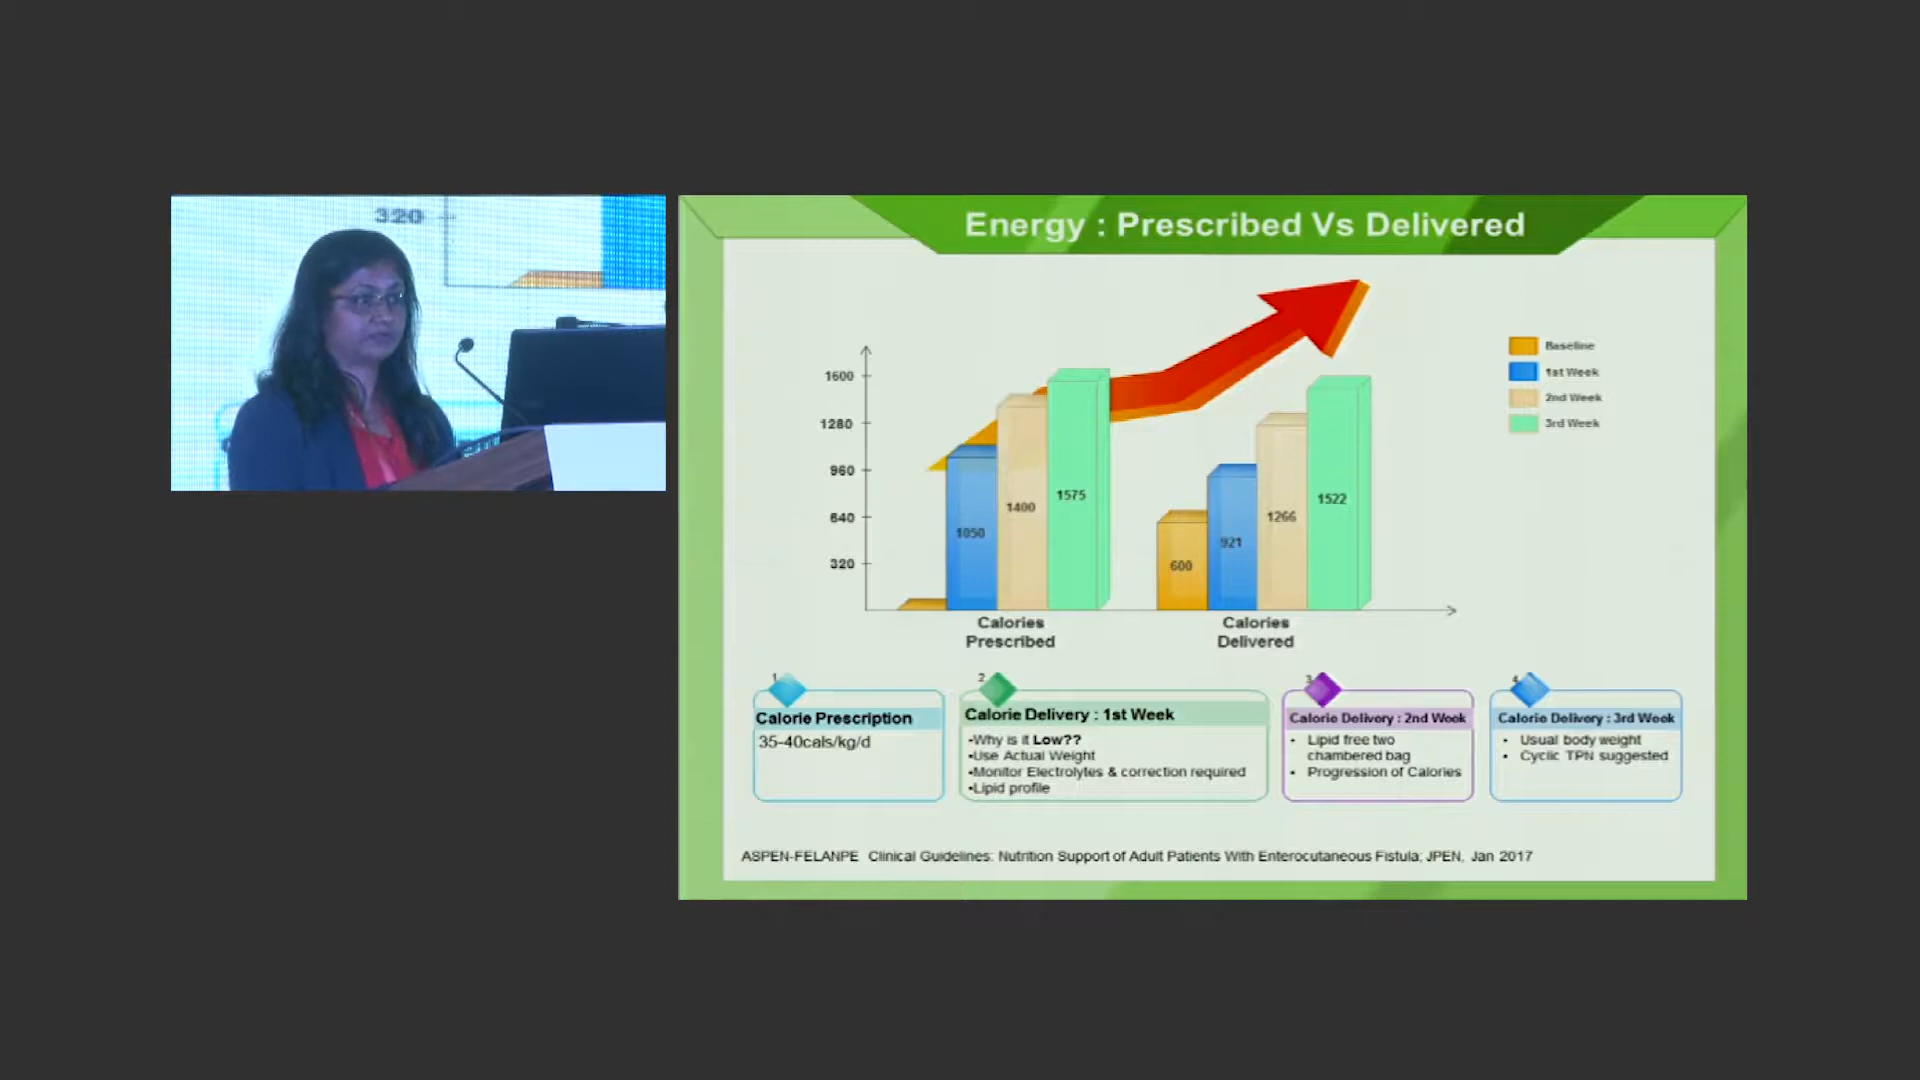 320
Energy : Prescribed Vs Delivered
1600
1280
960
640
320
1050
1400
1575
600
921
1266
1522
Calories
Prescribed
Calories
Delivered
Baseline
1st Week
2nd Week
3rd Week
1
Calorie Prescription
35-40cals/kg/d
2
Calorie Delivery : 1st Week
•Why is it Low??
•Use Actual Weight
•Monitor Electrolytes & correction required
•Lipid profile
3
Calorie Delivery : 2nd Week
• Lipid free two
chambered bag
• Progression of Calories
4
Calorie Delivery : 3rd Week
• Usual body weight
• Cyclic TPN suggested
ASPEN-FELANPE Clinical Guidelines: Nutrition Support of Adult Patients With Enterocutaneous Fistula; JPEN, Jan 2017